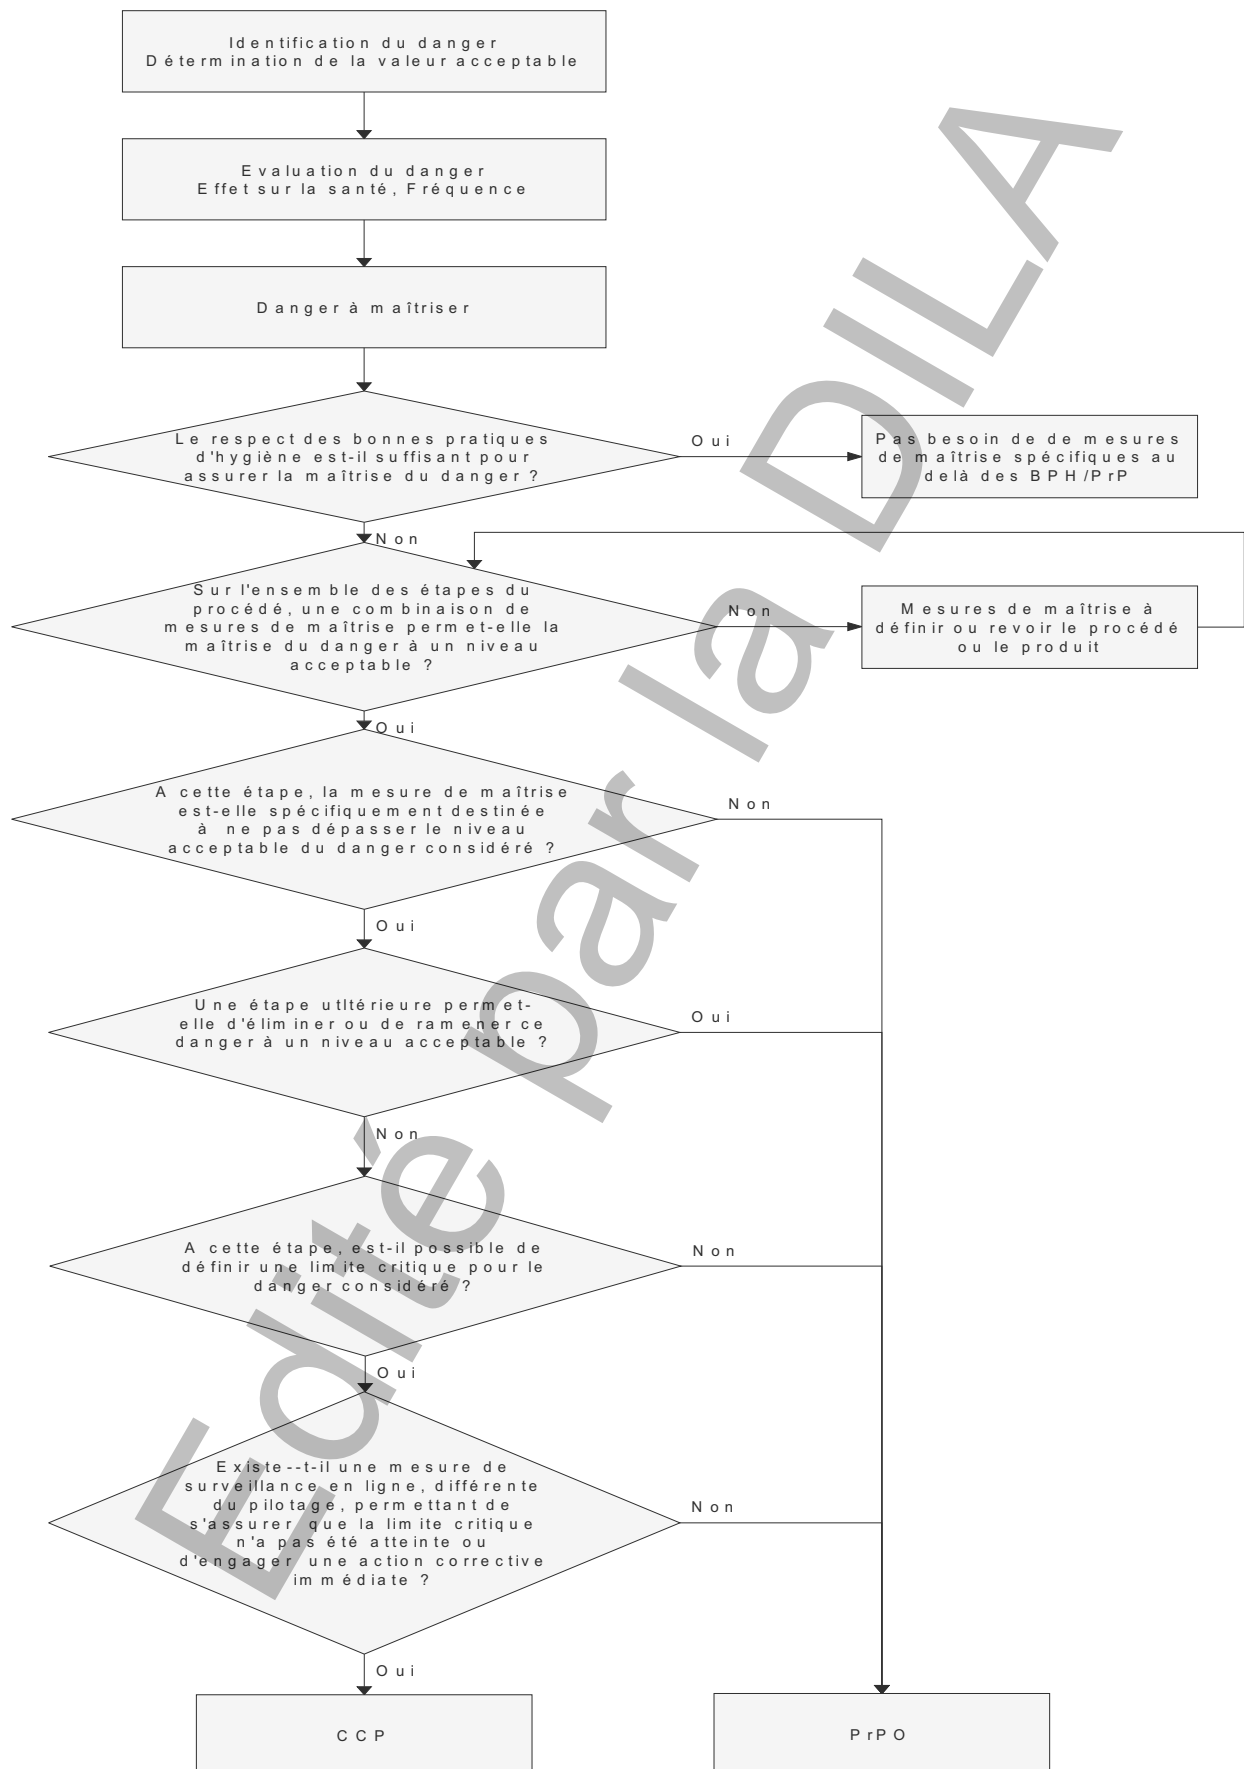 Identification du danger
Détermination de la valeur acceptable
Evaluation du danger
Effet sur la santé, Fréquence
Danger à maîtriser
Le respect des bonnes pratiques
d'hygiène est-il suffisant pour
assurer la maîtrise du danger ?
Oui
Pas besoin de de mesures
de maîtrise spécifiques au
delà des BPH/PrP
Non
Sur l'ensemble des étapes du
procédé, une combinaison de
mesures de maîtrise permet-elle la
maîtrise du danger à un niveau
acceptable ?
Non
Mesures de maîtrise à
définir ou revoir le procédé
ou le produit
Oui
A cette étape, la mesure de maîtrise
est-elle spécifiquement destinée
à ne pas dépasser le niveau
acceptable du danger considéré ?
Non
Oui
Une étape utltérieure permet-
elle d'éliminer ou de ramener ce
danger à un niveau acceptable ?
Oui
Non
A cette étape, est-il possible de
définir une limite critique pour le
danger considéré ?
Non
Oui
Existe--t-il une mesure de
surveillance en ligne, différente
du pilotage, permettant de
s'assurer que la limite critique
n'a pas été atteinte ou
d'engager une action corrective
immédiate ?
Non
Oui
CCP
PrPO
Edité par la DILA